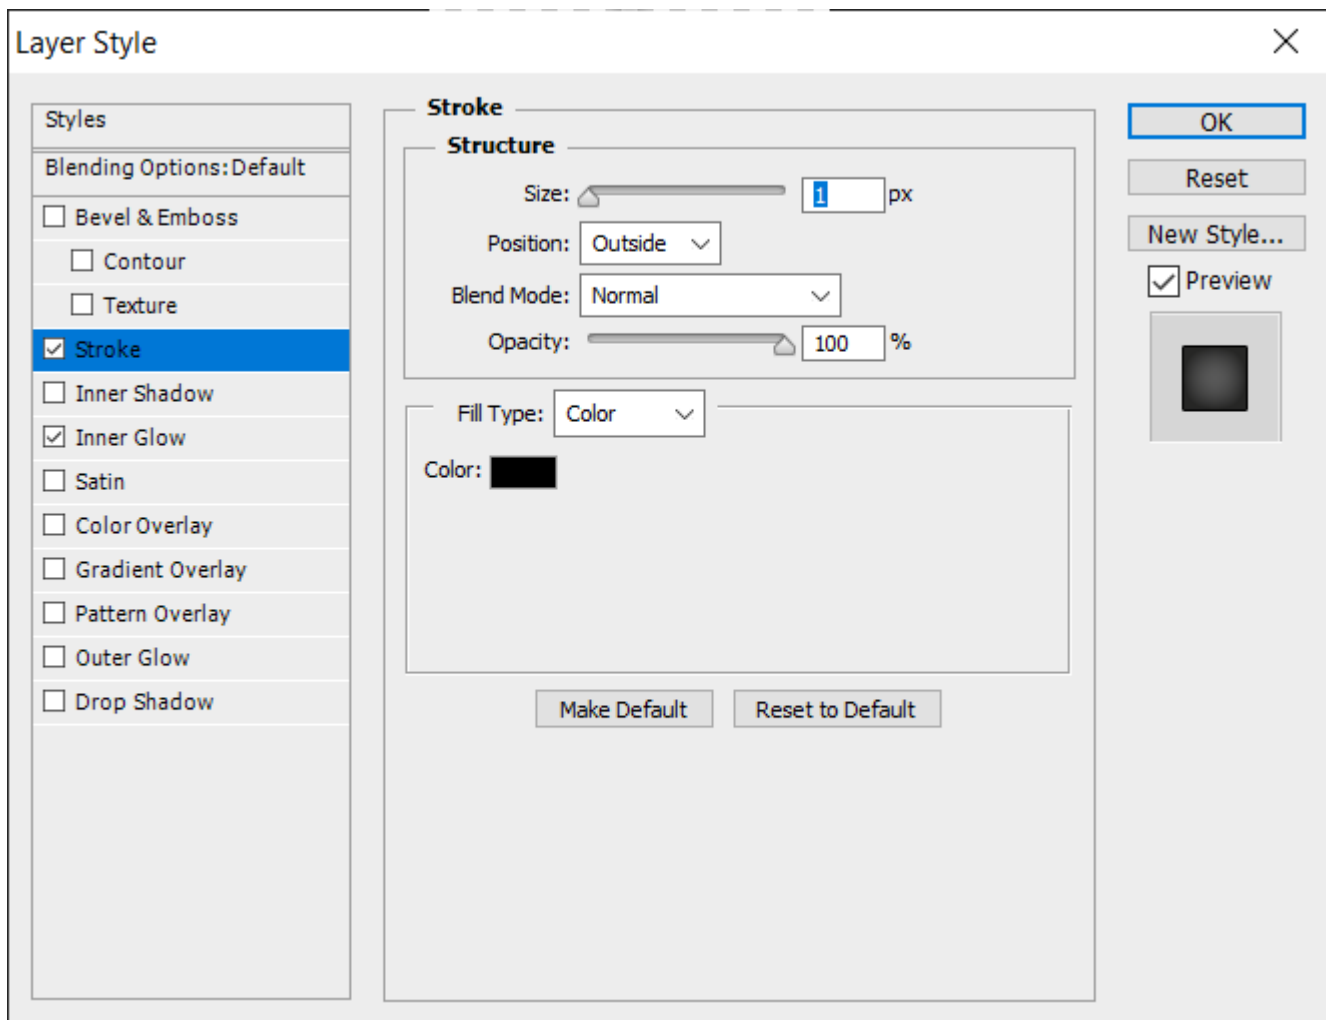 Layer Style
Styles
Blending Options: Default
Bevel & Emboss
Contour
Texture
Stroke
Inner Shadow
Inner Glow
Satin
Color Overlay
Gradient Overlay
Pattern Overlay
Outer Glow
Drop Shadow
Stroke
Structure
Size: 1 px
Position: Outside
Blend Mode: Normal
Opacity: 100 %
Fill Type: Color
Color:
Make Default Reset to Default
OK
Reset
New Style...
Preview